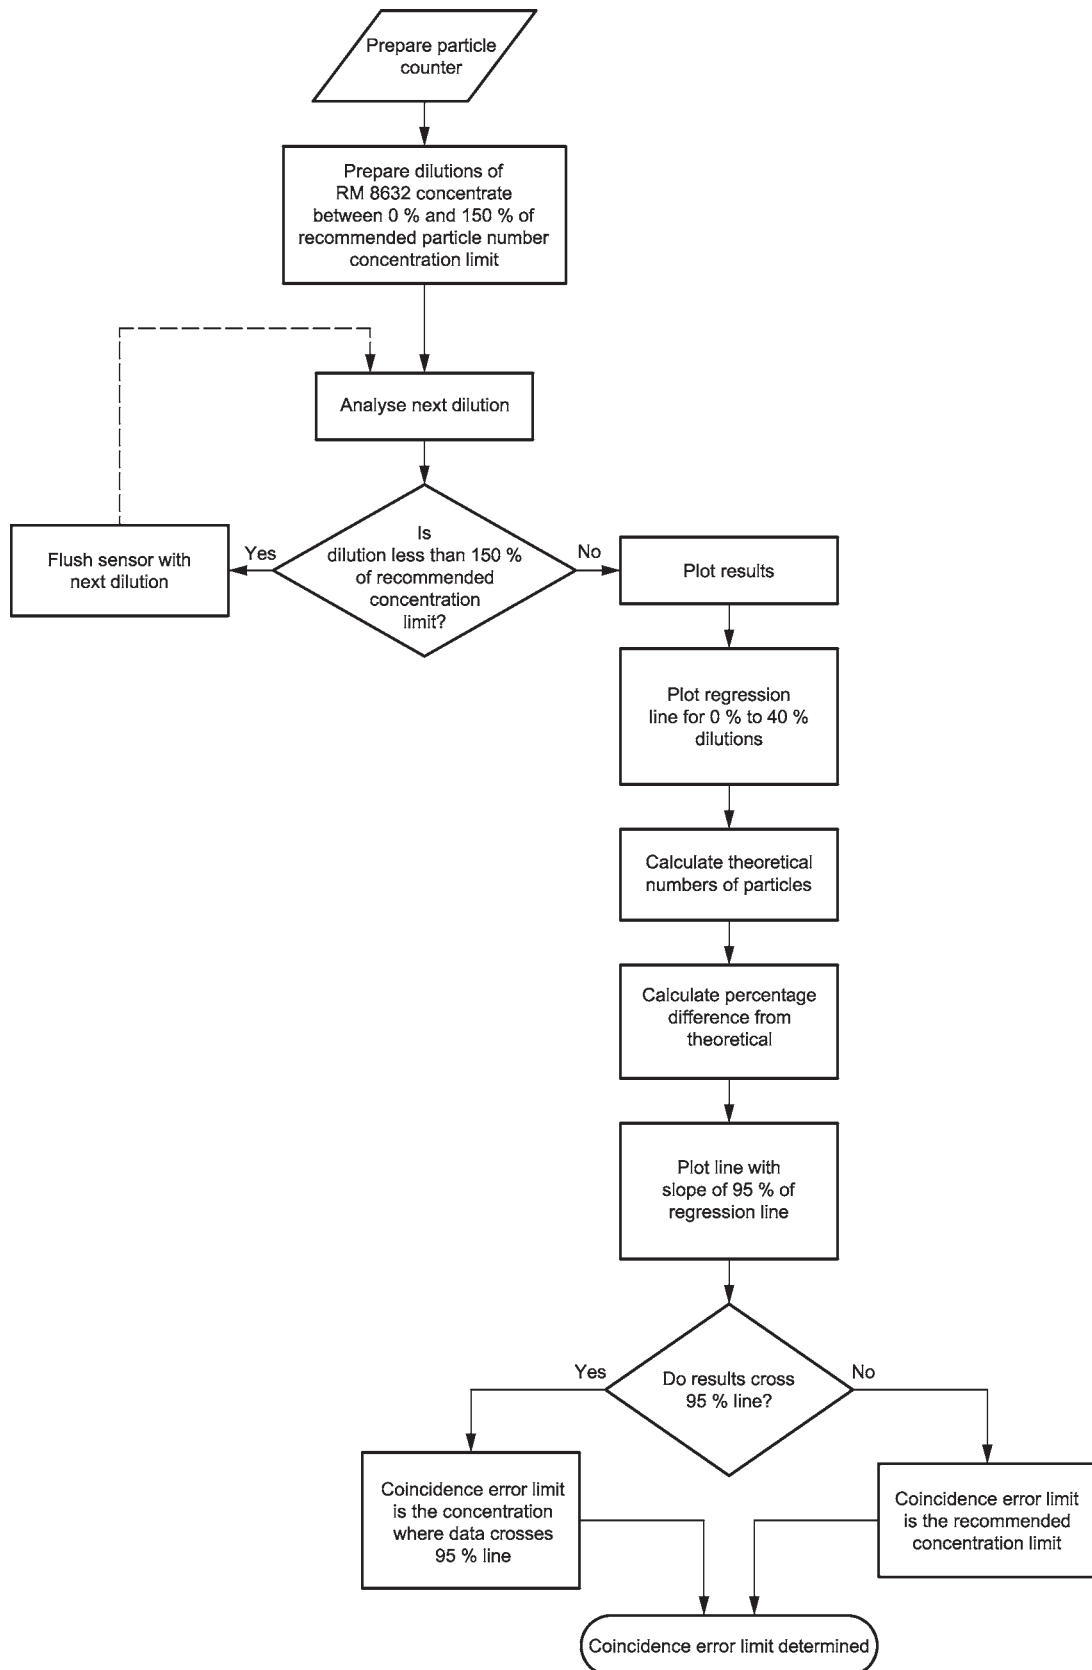 Prepare particle
counter
Prepare dilutions of
RM 8632 concentrate
between 0 % and 150 % of
recommended particle number
concentration limit
Analyse next dilution
Is
dilution less than 150 %
of recommended
concentration
limit?
Yes
No
Flush sensor with
next dilution
Plot results
Plot regression
line for 0 % to 40 %
dilutions
Calculate theoretical
numbers of particles
Calculate percentage
difference from
theoretical
Plot line with
slope of 95 % of
regression line
Do results cross
95 % line?
Yes
No
Coincidence error limit
is the concentration
where data crosses
95 % line
Coincidence error limit
is the recommended
concentration limit
Coincidence error limit determined